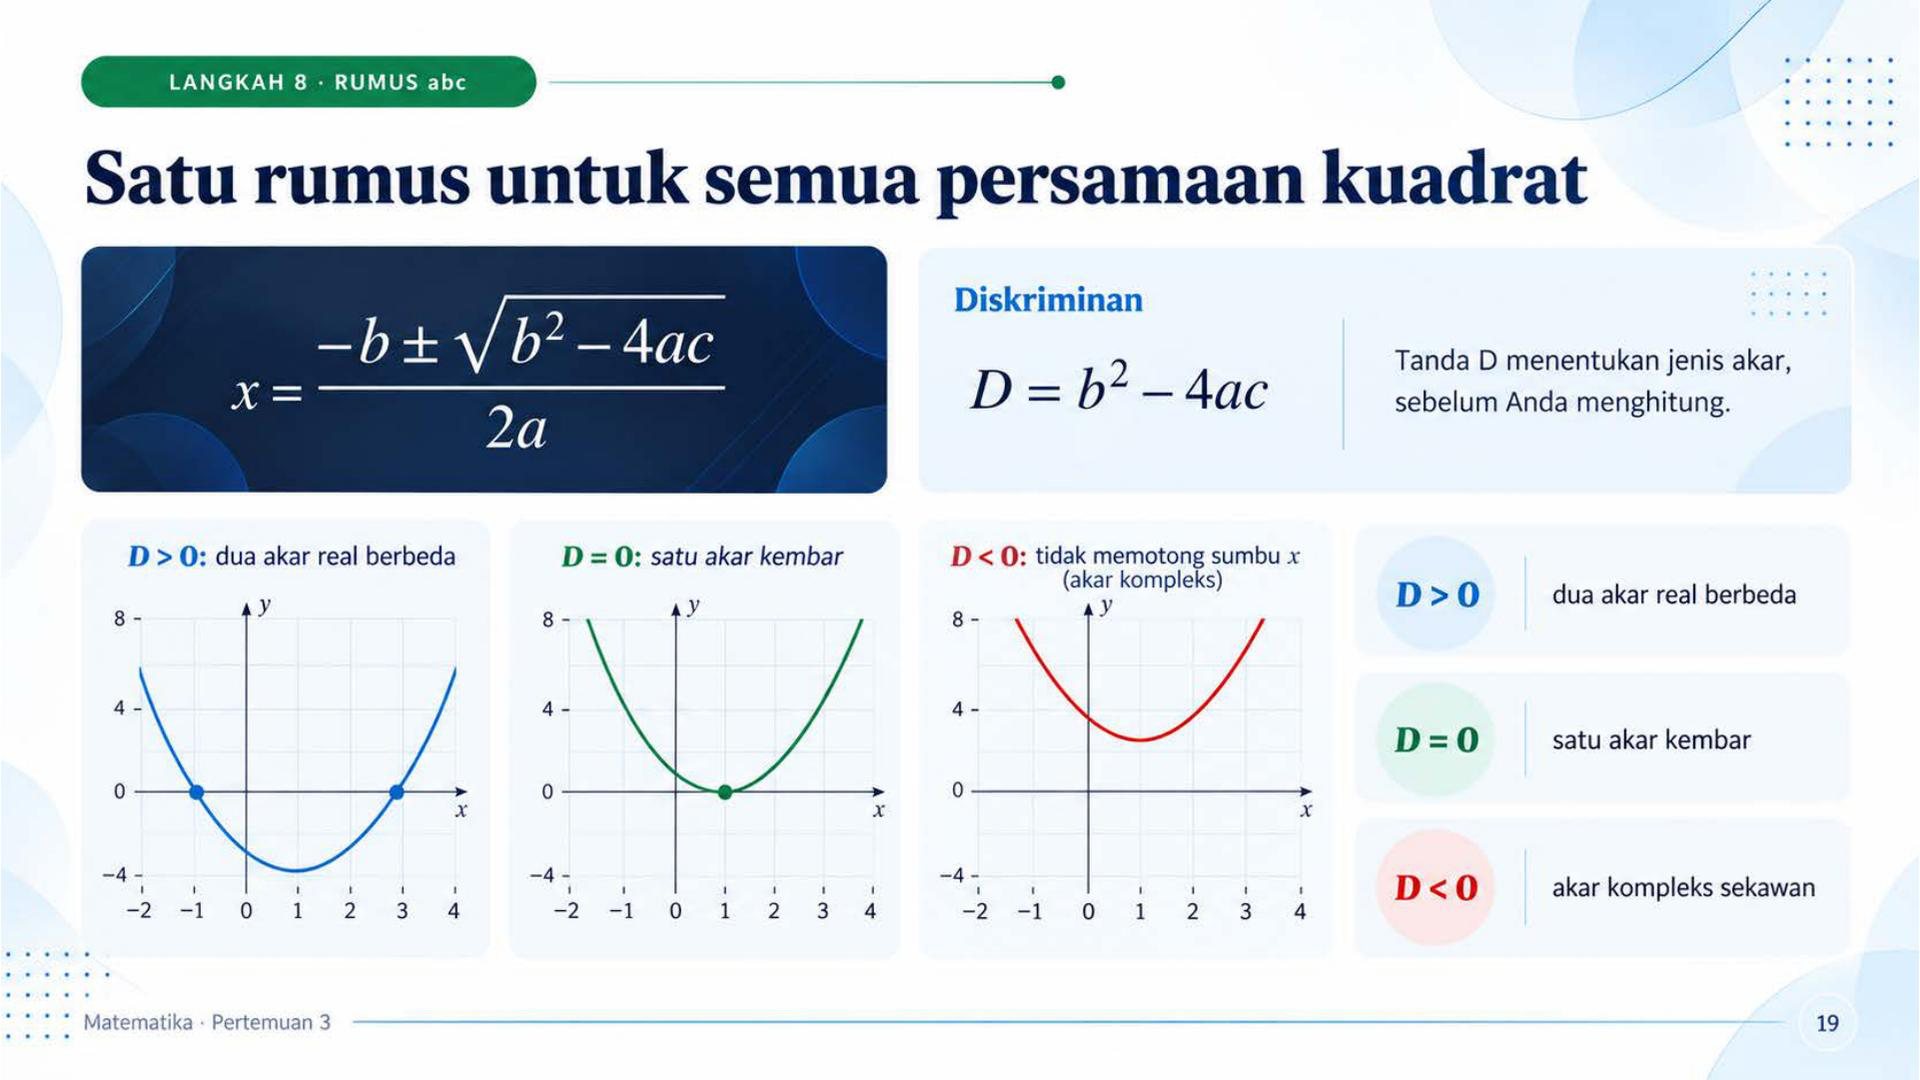 LANGKAH 8 · RUMUS abc
Satu rumus untuk semua persamaan kuadrat
x = (−b ± √(b² − 4ac)) / 2a
Diskriminan
D = b² − 4ac
Tanda D menentukan jenis akar,
sebelum Anda menghitung.
D > 0: dua akar real berbeda
y
8
4
0
x
−4
−2 −1 0 1 2 3 4
D = 0: satu akar kembar
y
8
4
0
x
−4
−2 −1 0 1 2 3 4
D < 0: tidak memotong sumbu x
(akar kompleks)
y
8
4
0
x
−4
−2 −1 0 1 2 3 4
D > 0 dua akar real berbeda
D = 0 satu akar kembar
D < 0 akar kompleks sekawan
Matematika · Pertemuan 3
19